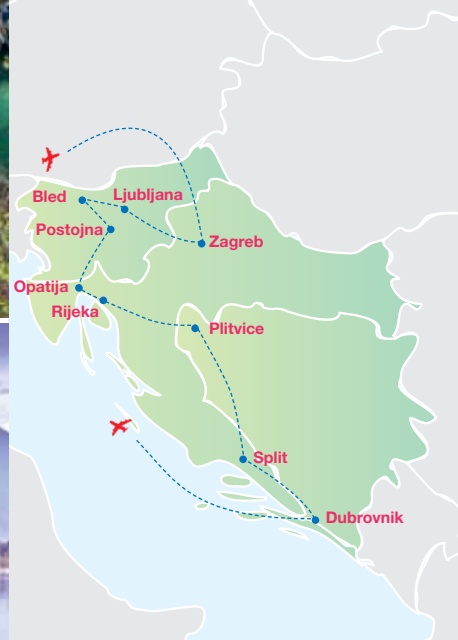 Bled
Ljubljana
Postojna
Zagreb
Opatija
Rijeka
Plitvice
Split
Dubrovnik